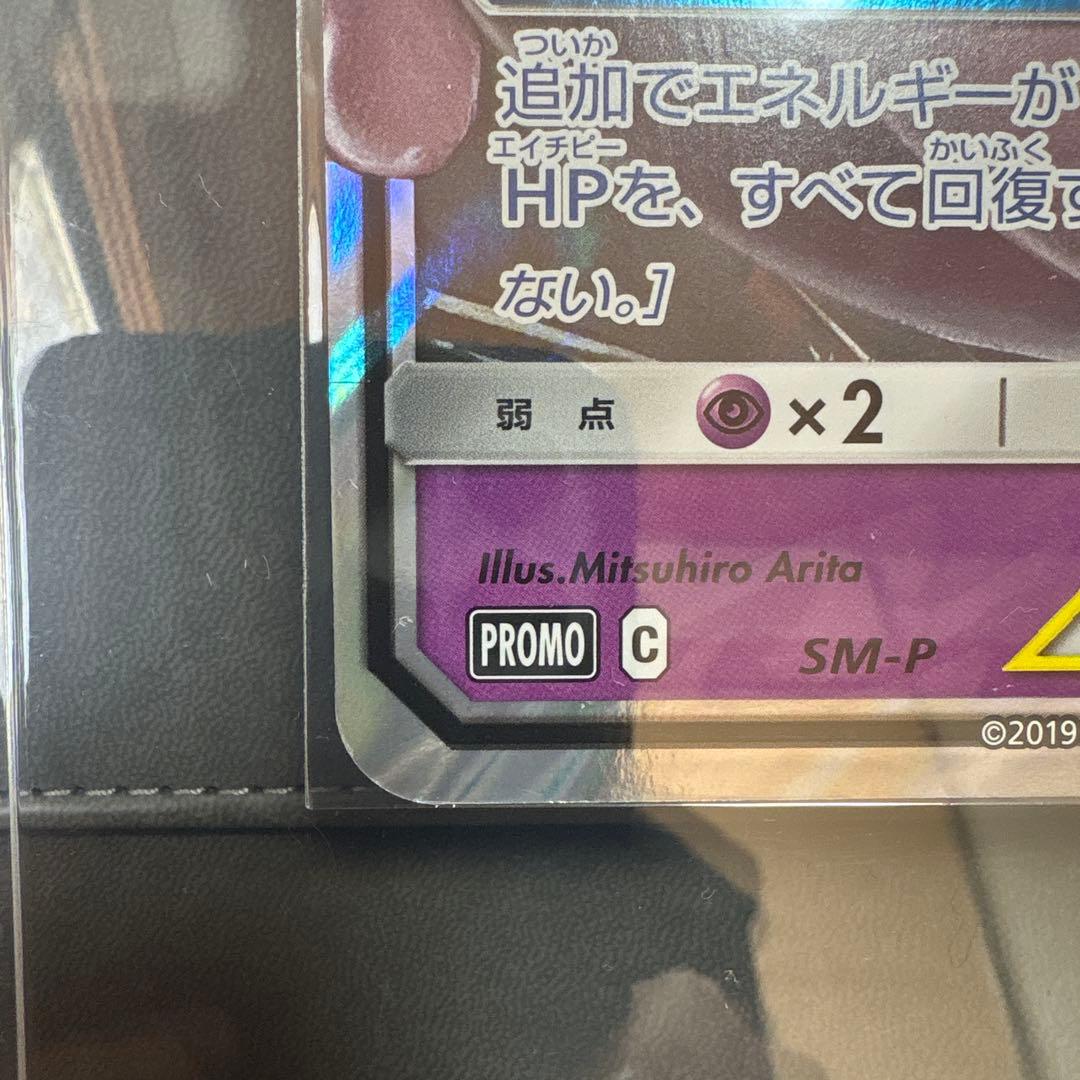 ついか
追加でエネルギーが
エイチピー かいふく
HPを、すべて回復す
ない。]
弱 点 ×2
Illus.Mitsuhiro Arita
PROMO C SM-P
©2019